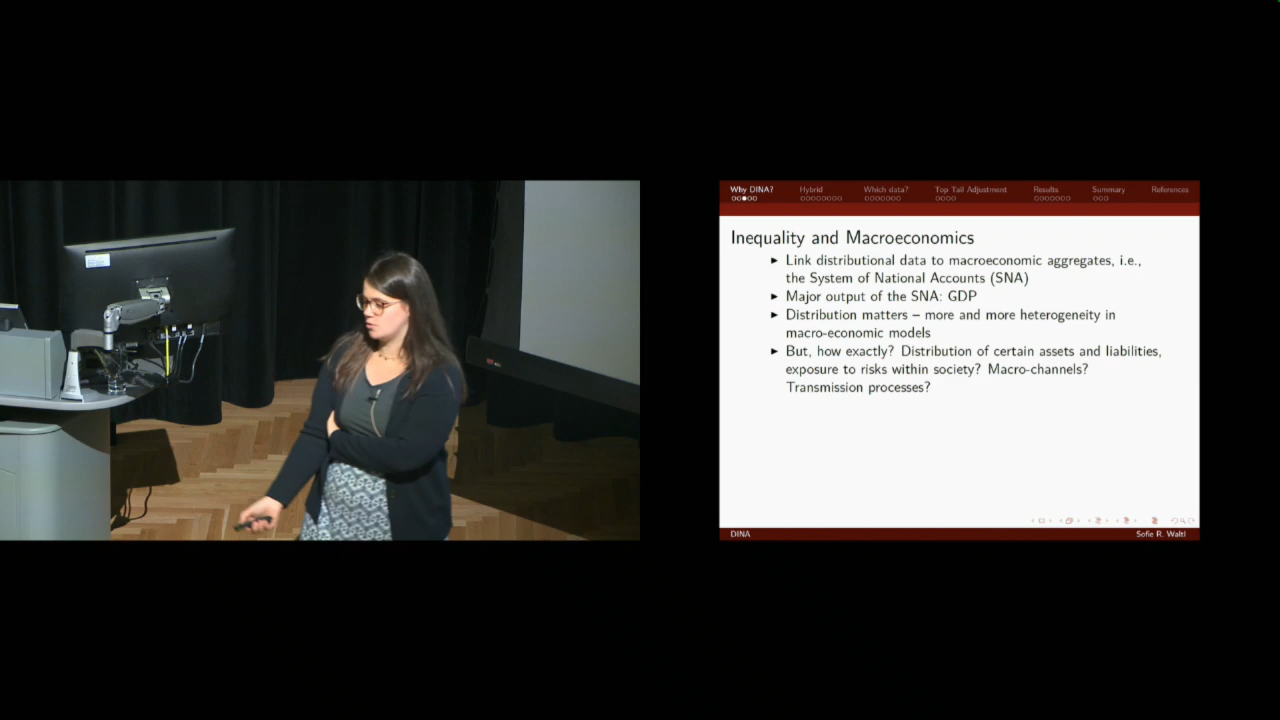 Why DINA?
Hybrid
Which data?
Top Tail Adjustment
Results
Summary
References
Inequality and Macroeconomics
Link distributional data to macroeconomic aggregates, i.e.,
the System of National Accounts (SNA)
Major output of the SNA: GDP
Distribution matters – more and more heterogeneity in
macro-economic models
But, how exactly? Distribution of certain assets and liabilities,
exposure to risks within society? Macro-channels?
Transmission processes?
DINA
Sofie R. Waltl